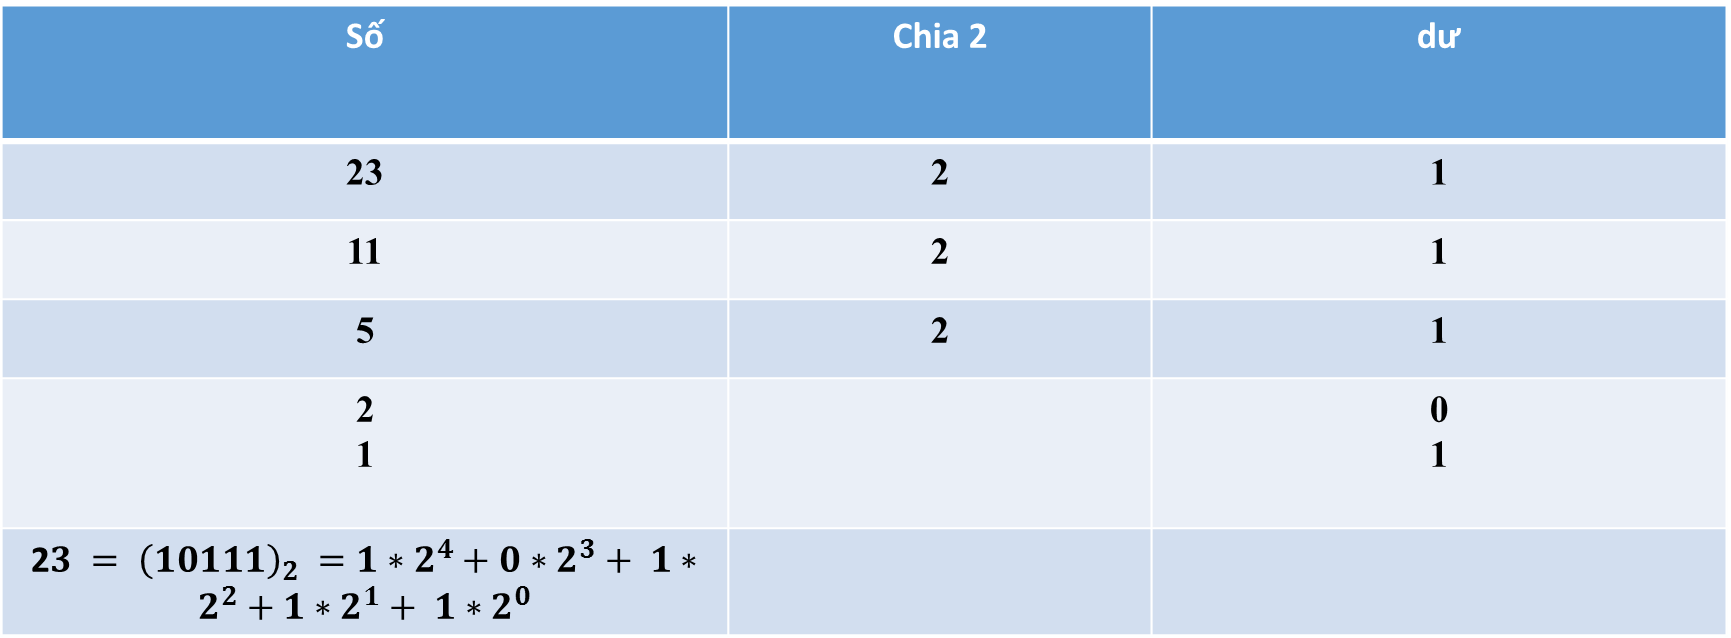 Số Chia 2 dư
23 2 1
11 2 1
5 2 1
2 0
1 1
23 = (10111)₂ = 1 * 2⁴ + 0 * 2³ + 1 *
2² + 1 * 2¹ + 1 * 2⁰